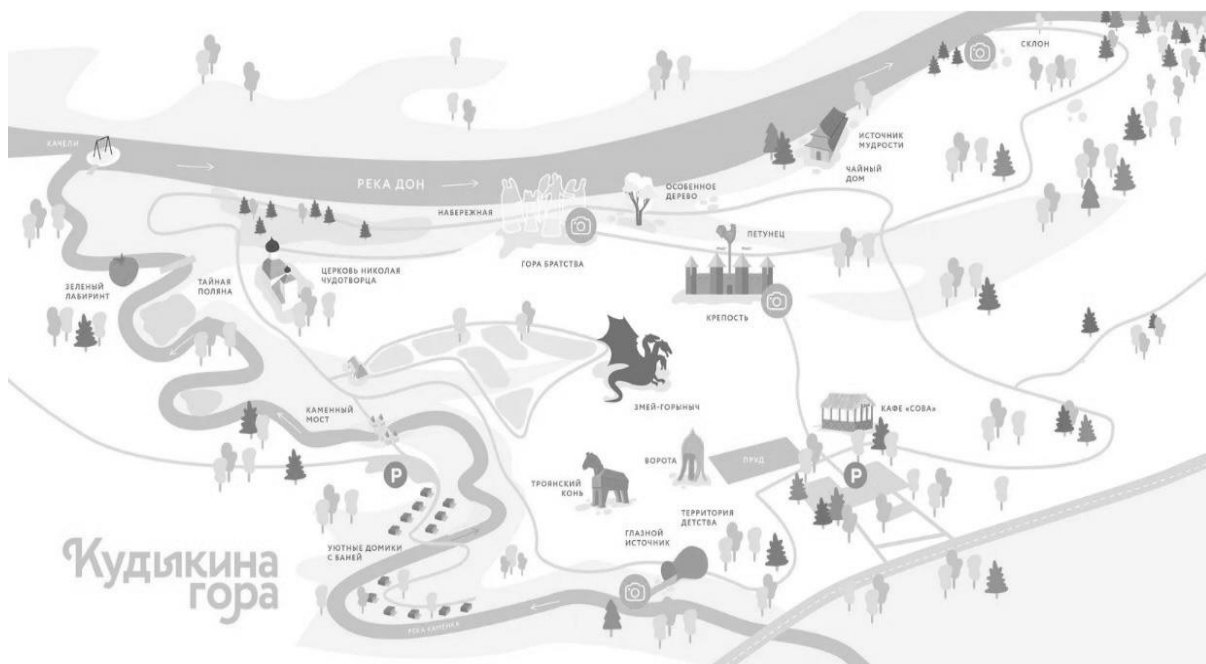 СКЛОН
КАЧЕЛИ
ИСТОЧНИК
МУДРОСТИ
ЧАЙНЫЙ
ДОМ
РЕКА ДОН
ОСОБЕННОЕ
ДЕРЕВО
НАБЕРЕЖНАЯ
ПЕТУНЕЦ
ГОРА БРАТСТВА
ЦЕРКОВЬ НИКОЛАЯ
ЧУДОТВОРЦА
ТАЙНАЯ
ПОЛЯНА
ЗЕЛЕНЫЙ
ЛАБИРИНТ
КРЕПОСТЬ
ЗМЕЙ-ГОРЫНЫЧ
КАФЕ «СОВА»
КАМЕННЫЙ
МОСТ
ВОРОТА
ПРУД
P
P
ТРОЯНСКИЙ
КОНЬ
ТЕРРИТОРИЯ
ДЕТСТВА
ГЛАЗНОЙ
ИСТОЧНИК
УЮТНЫЕ ДОМИКИ
С БАНЕЙ
Кудыкина
гора
РЕКА КАМЕНКА